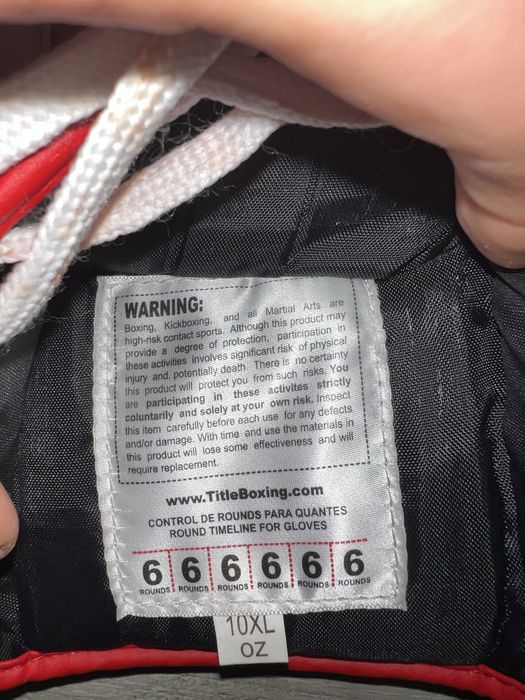 WARNING:
Boxing, Kickboxing, and all Martial Arts are
high-risk contact sports. Although this product may
provide a degree of protection, participation in
these activities involves significant risk of physical
injury and, potentially death. There is no certainty
this product will protect you from such risks. You
are participating in these activites strictly
coluntarily and solely at your own risk. Inspect
this item carefully before each use for any defects
and/or damage. With time and use the materials in
this product will lose some effectiveness and will
require replacement.
www.TitleBoxing.com
CONTROL DE ROUNDS PARA QUANTES
ROUND TIMELINE FOR GLOVES
6 6 6 6 6 6
ROUNDS ROUNDS ROUNDS ROUNDS ROUNDS ROUNDS
10XL
OZ